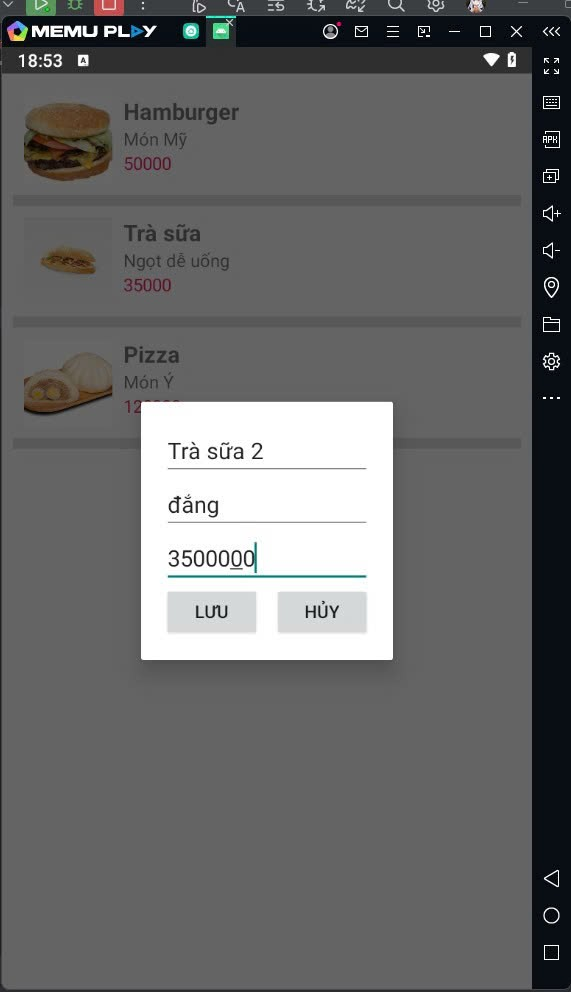 MEMU PLAY
18:53
A
Hamburger
Món Mỹ
50000
Trà sữa
Ngọt dễ uống
35000
Pizza
Món Ý
Trà sữa 2
đắng
3500000
LƯU
HỦY
APK